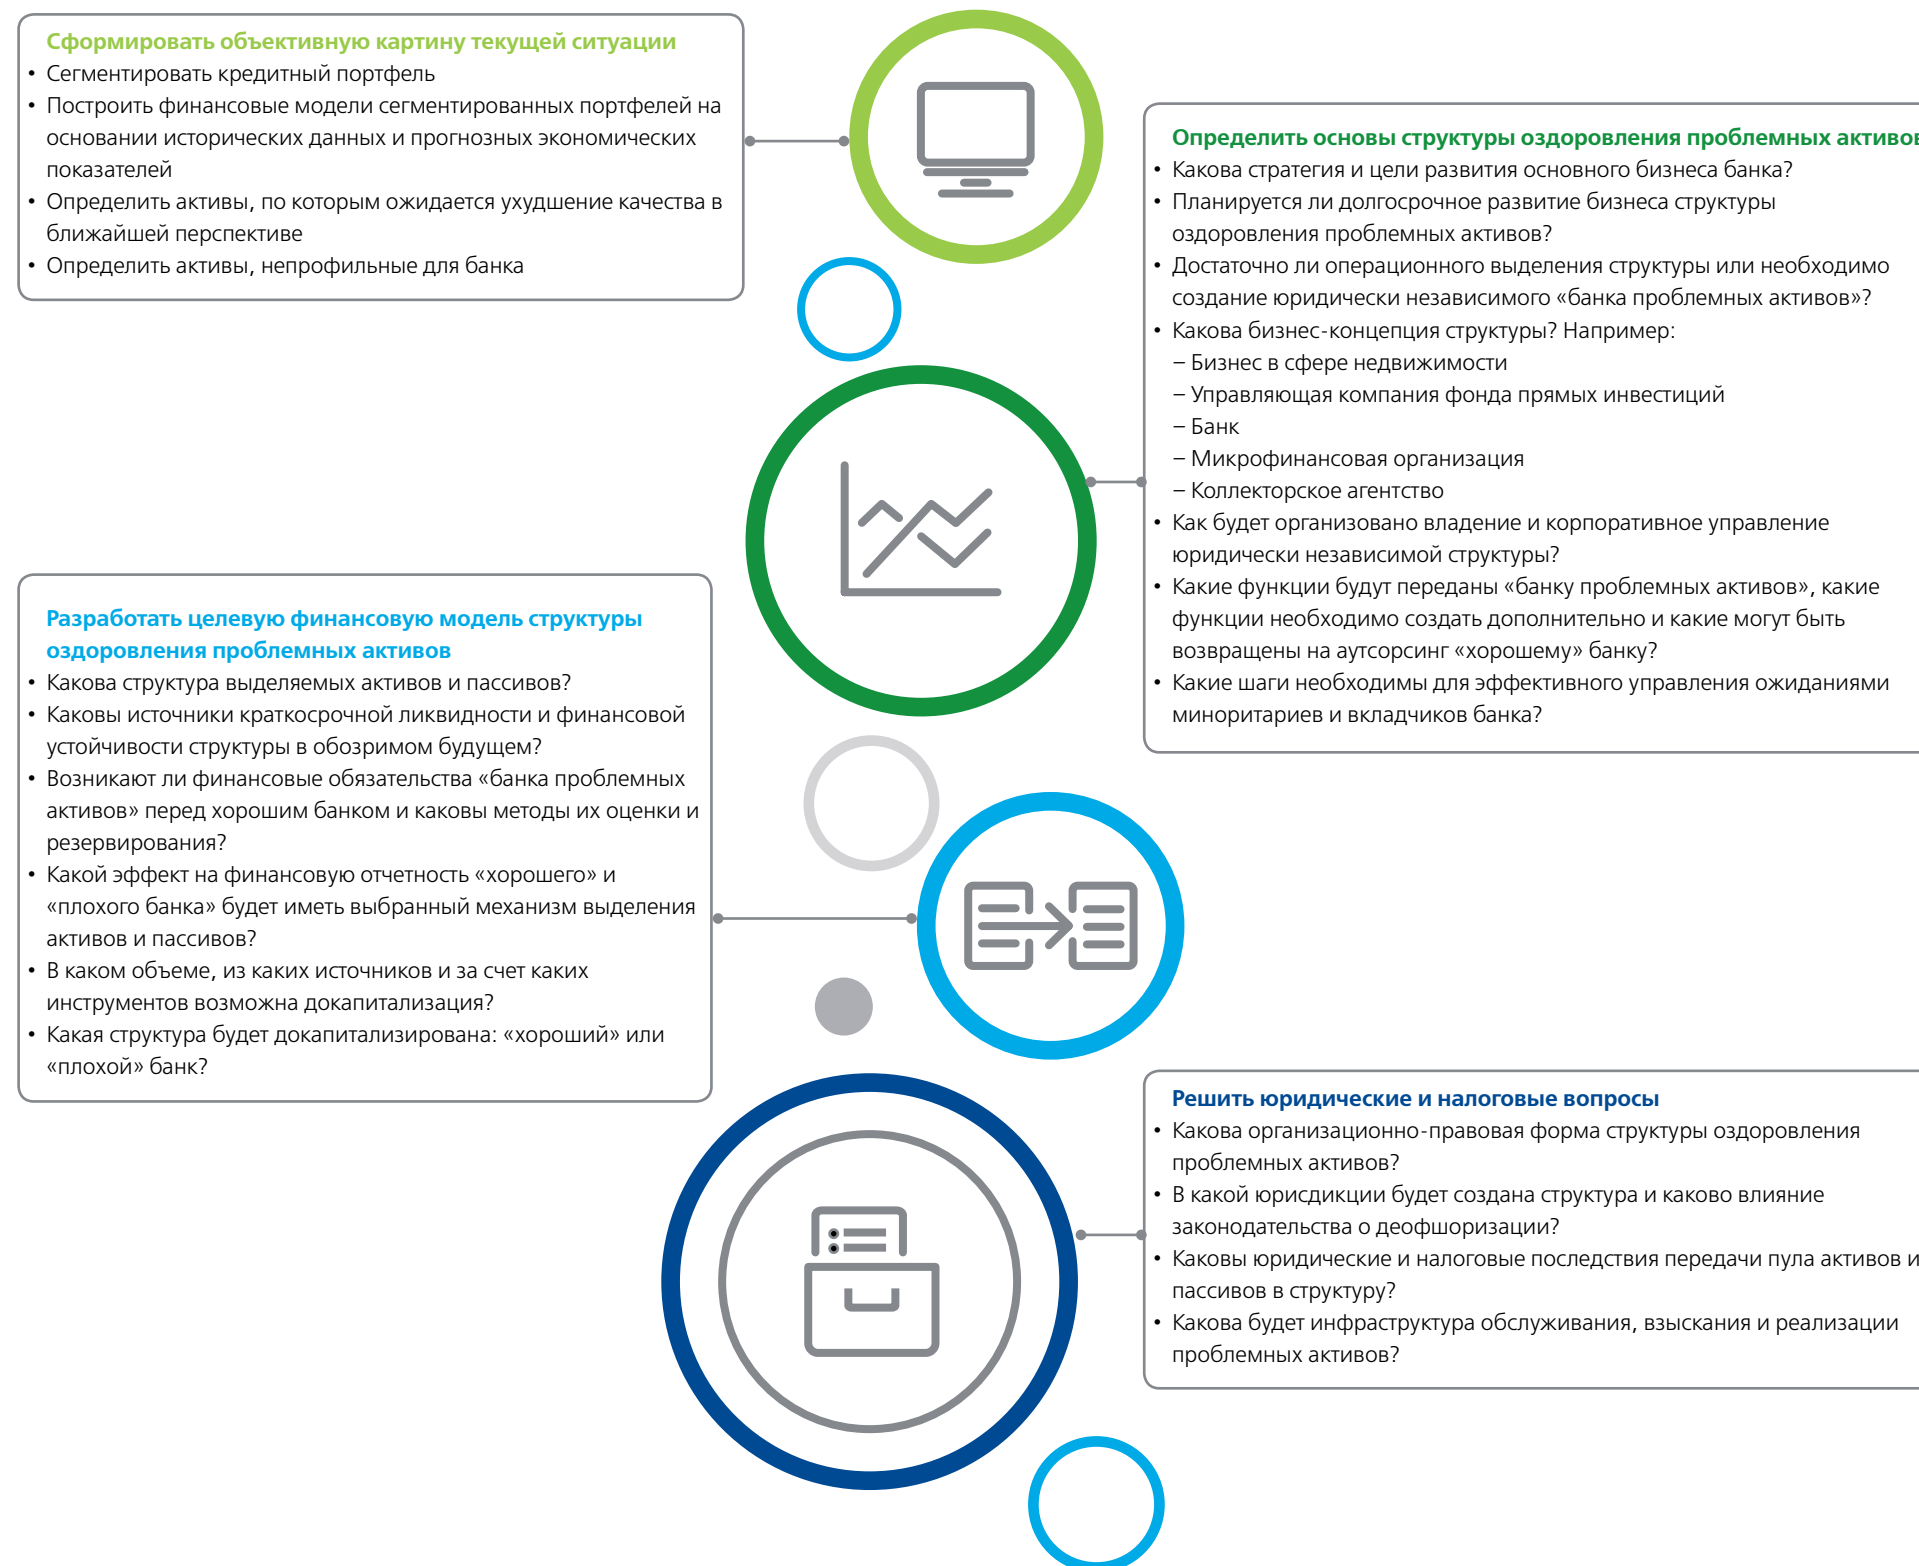 Сформировать объективную картину текущей ситуации
• Сегментировать кредитный портфель
• Построить финансовые модели сегментированных портфелей на
основании исторических данных и прогнозных экономических
показателей
• Определить активы, по которым ожидается ухудшение качества в
ближайшей перспективе
• Определить активы, непрофильные для банка
Определить основы структуры оздоровления проблемных активов
• Какова стратегия и цели развития основного бизнеса банка?
• Планируется ли долгосрочное развитие бизнеса структуры
оздоровления проблемных активов?
• Достаточно ли операционного выделения структуры или необходимо
создание юридически независимого «банка проблемных активов»?
• Какова бизнес-концепция структуры? Например:
– Бизнес в сфере недвижимости
– Управляющая компания фонда прямых инвестиций
– Банк
– Микрофинансовая организация
– Коллекторское агентство
• Как будет организовано владение и корпоративное управление
юридически независимой структуры?
• Какие функции будут переданы «банку проблемных активов», какие
функции необходимо создать дополнительно и какие могут быть
возвращены на аутсорсинг «хорошему» банку?
• Какие шаги необходимы для эффективного управления ожиданиями
миноритариев и вкладчиков банка?
Разработать целевую финансовую модель структуры
оздоровления проблемных активов
• Какова структура выделяемых активов и пассивов?
• Каковы источники краткосрочной ликвидности и финансовой
устойчивости структуры в обозримом будущем?
• Возникают ли финансовые обязательства «банка проблемных
активов» перед хорошим банком и каковы методы их оценки и
резервирования?
• Какой эффект на финансовую отчетность «хорошего» и
«плохого банка» будет иметь выбранный механизм выделения
активов и пассивов?
• В каком объеме, из каких источников и за счет каких
инструментов возможна докапитализация?
• Какая структура будет докапитализирована: «хороший» или
«плохой» банк?
Решить юридические и налоговые вопросы
• Какова организационно-правовая форма структуры оздоровления
проблемных активов?
• В какой юрисдикции будет создана структура и каково влияние
законодательства о деофшоризации?
• Каковы юридические и налоговые последствия передачи пула активов и
пассивов в структуру?
• Какова будет инфраструктура обслуживания, взыскания и реализации
проблемных активов?